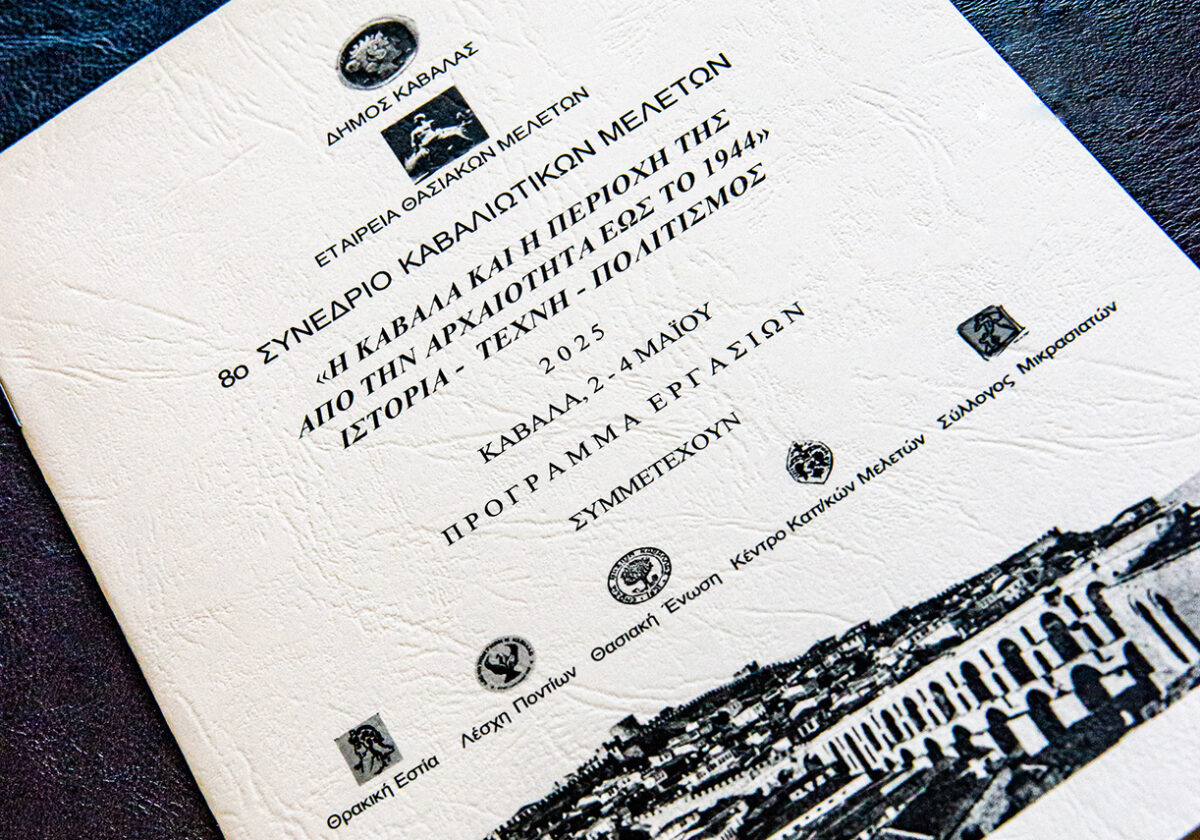 ΔΗΜΟΣ ΚΑΒΑΛΑΣ
ΕΤΑΙΡΕΙΑ ΘΑΣΙΑΚΩΝ ΜΕΛΕΤΩΝ
8ο ΣΥΝΕΔΡΙΟ ΚΑΒΑΛΙΩΤΙΚΩΝ ΜΕΛΕΤΩΝ
«Η ΚΑΒΑΛΑ ΚΑΙ Η ΠΕΡΙΟΧΗ ΤΗΣ
ΑΠΟ ΤΗΝ ΑΡΧΑΙΟΤΗΤΑ ΕΩΣ ΤΟ 1944»
ΙΣΤΟΡΙΑ - ΤΕΧΝΗ - ΠΟΛΙΤΙΣΜΟΣ
2025
ΚΑΒΑΛΑ, 2 - 4 ΜΑΪΟΥ
ΠΡΟΓΡΑΜΜΑ ΕΡΓΑΣΙΩΝ
ΣΥΜΜΕΤΕΧΟΥΝ
Θρακική Εστία Λέσχη Ποντίων Θασιακή Ένωση Κέντρο Καπ/κών Μελετών Σύλλογος Μικρασιατών